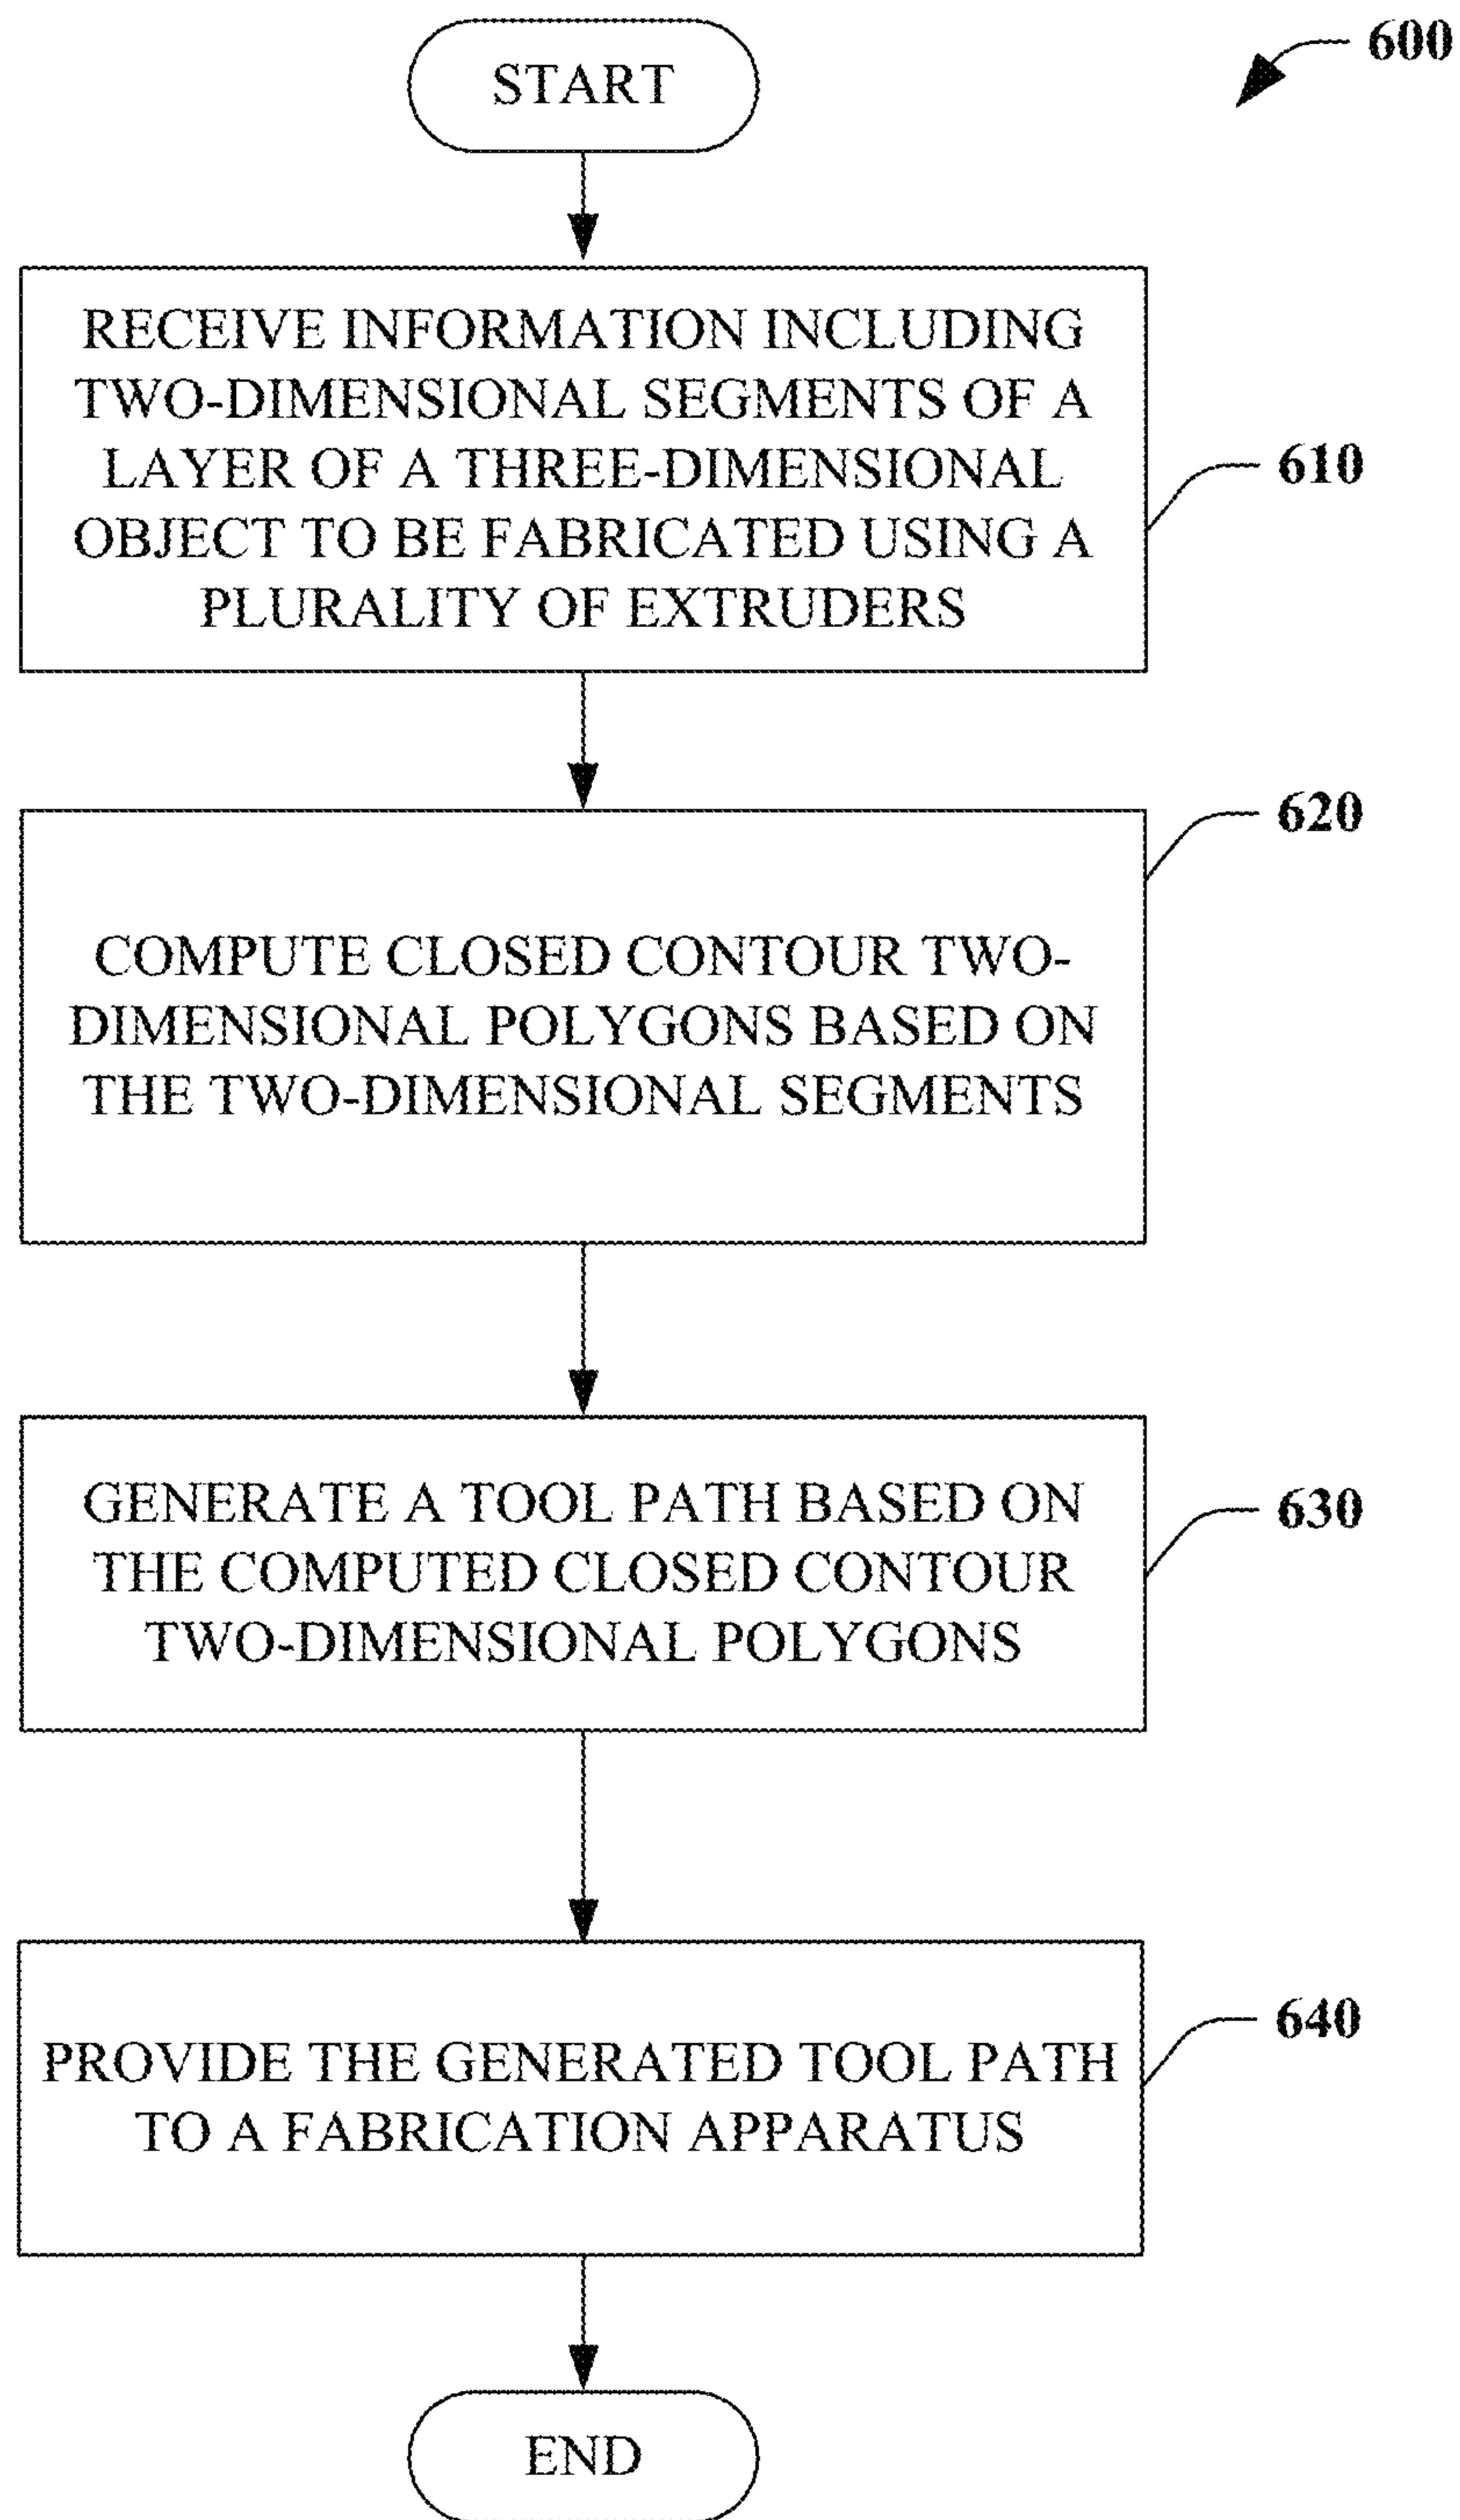 START
600
RECEIVE INFORMATION INCLUDING
TWO-DIMENSIONAL SEGMENTS OF A
LAYER OF A THREE-DIMENSIONAL
OBJECT TO BE FABRICATED USING A
PLURALITY OF EXTRUDERS
610
COMPUTE CLOSED CONTOUR TWO-
DIMENSIONAL POLYGONS BASED ON
THE TWO-DIMENSIONAL SEGMENTS
620
GENERATE A TOOL PATH BASED ON
THE COMPUTED CLOSED CONTOUR
TWO-DIMENSIONAL POLYGONS
630
PROVIDE THE GENERATED TOOL PATH
TO A FABRICATION APPARATUS
640
END